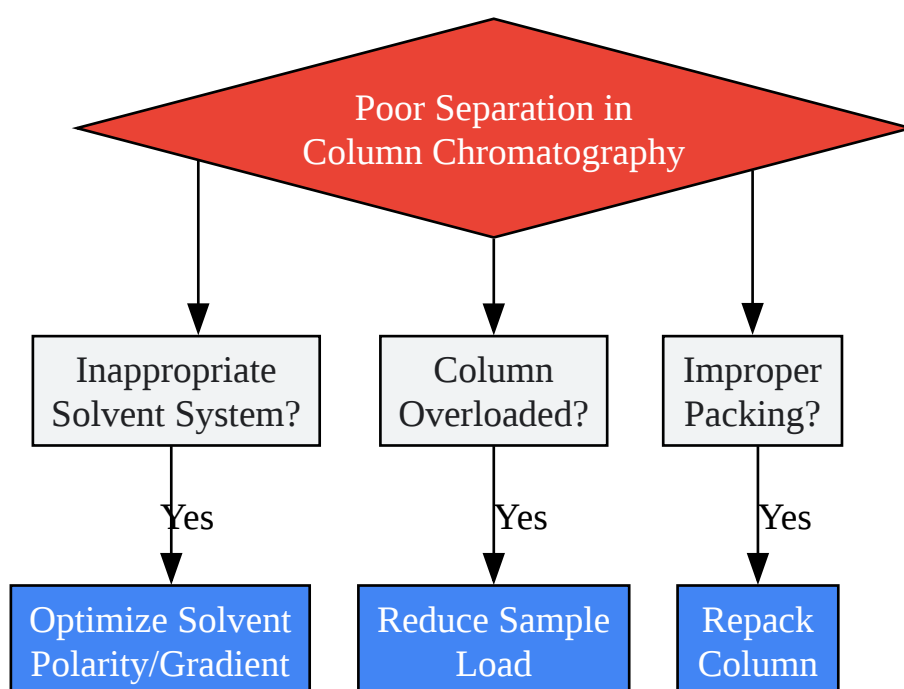 Poor Separation in
Column Chromatography
Inappropriate
Solvent System?
Column
Overloaded?
Improper
Packing?
Yes
Yes
Yes
Optimize Solvent
Polarity/Gradient
Reduce Sample
Load
Repack
Column